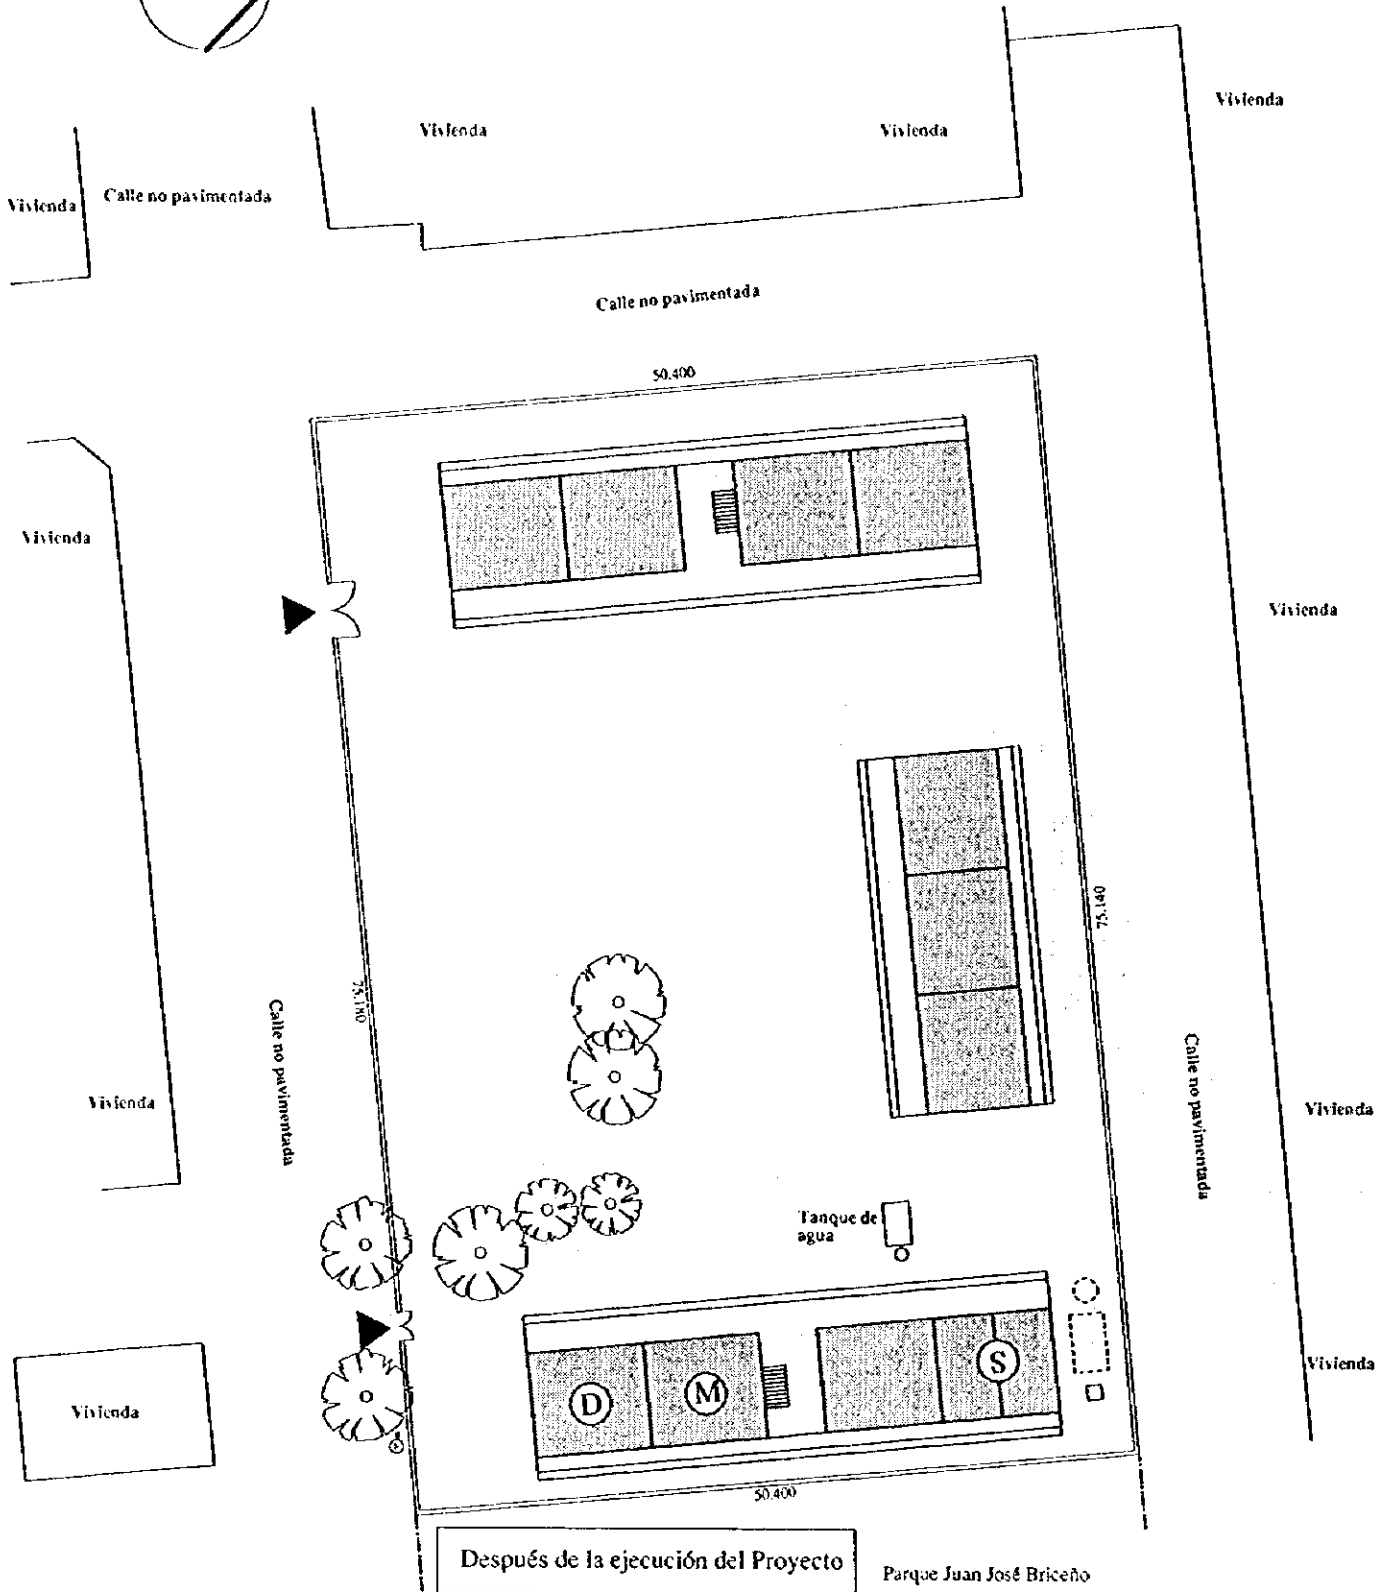 Vivienda
Vivienda
Vivienda
Vivienda
Calle no pavimentada
Calle no pavimentada
50.400
Vivienda
Vivienda
75.140
75.180
Calle no pavimentada
Calle no pavimentada
Vivienda
Vivienda
Tanque de
agua
S
D
M
Vivienda
Vivienda
50.400
Después de la ejecución del Proyecto
Parque Juan José Briceño